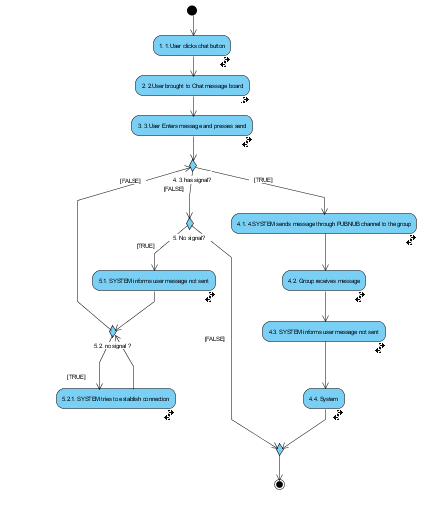 1. 1.User clicks chat button
2. 2.User brought to Chat message board
3. 3.User Enters message and presses send
4. 3.has signal?
[FALSE]
[TRUE]
[FALSE]
4.1. 4.SYSTEM sends message through PUBNUB channel to the group
5. No signal?
[TRUE]
5.1. SYSTEM informs user message not sent
4.2. Group receives message
4.3. SYSTEM informs user message not sent
[FALSE]
5.2. no signal ?
[TRUE]
5.2.1. SYSTEM tries to establish connection
4.4. System